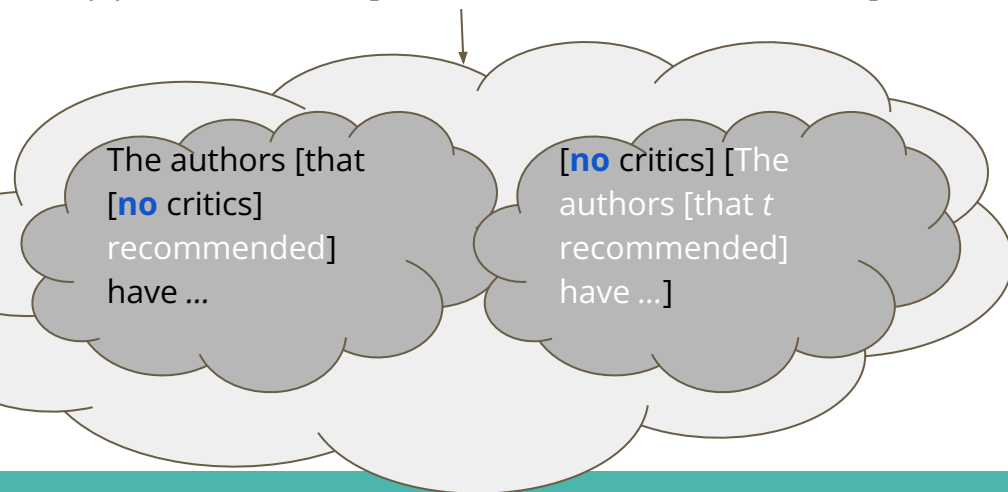 The authors [that
[no critics]
recommended]
have ...
[no critics] [The
authors [that t
recommended]
have ...]